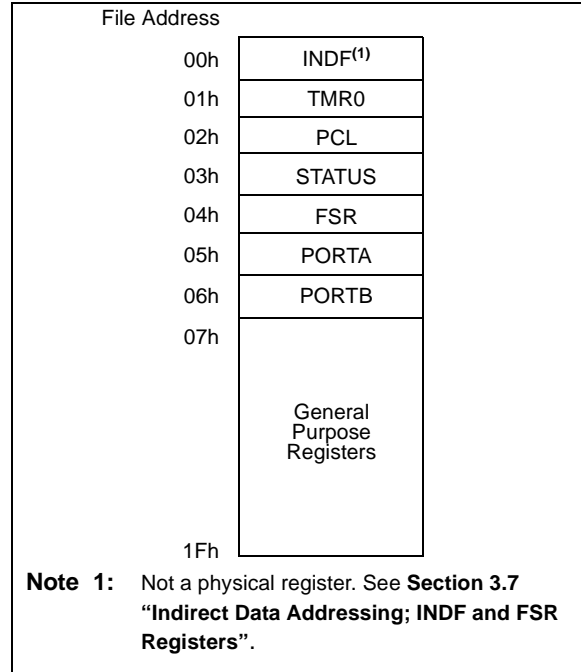 File Address
00h INDF(1)
01h TMR0
02h PCL
03h STATUS
04h FSR
05h PORTA
06h PORTB
07h
General
Purpose
Registers
1Fh
Note 1: Not a physical register. See Section 3.7
“Indirect Data Addressing; INDF and FSR
Registers”.